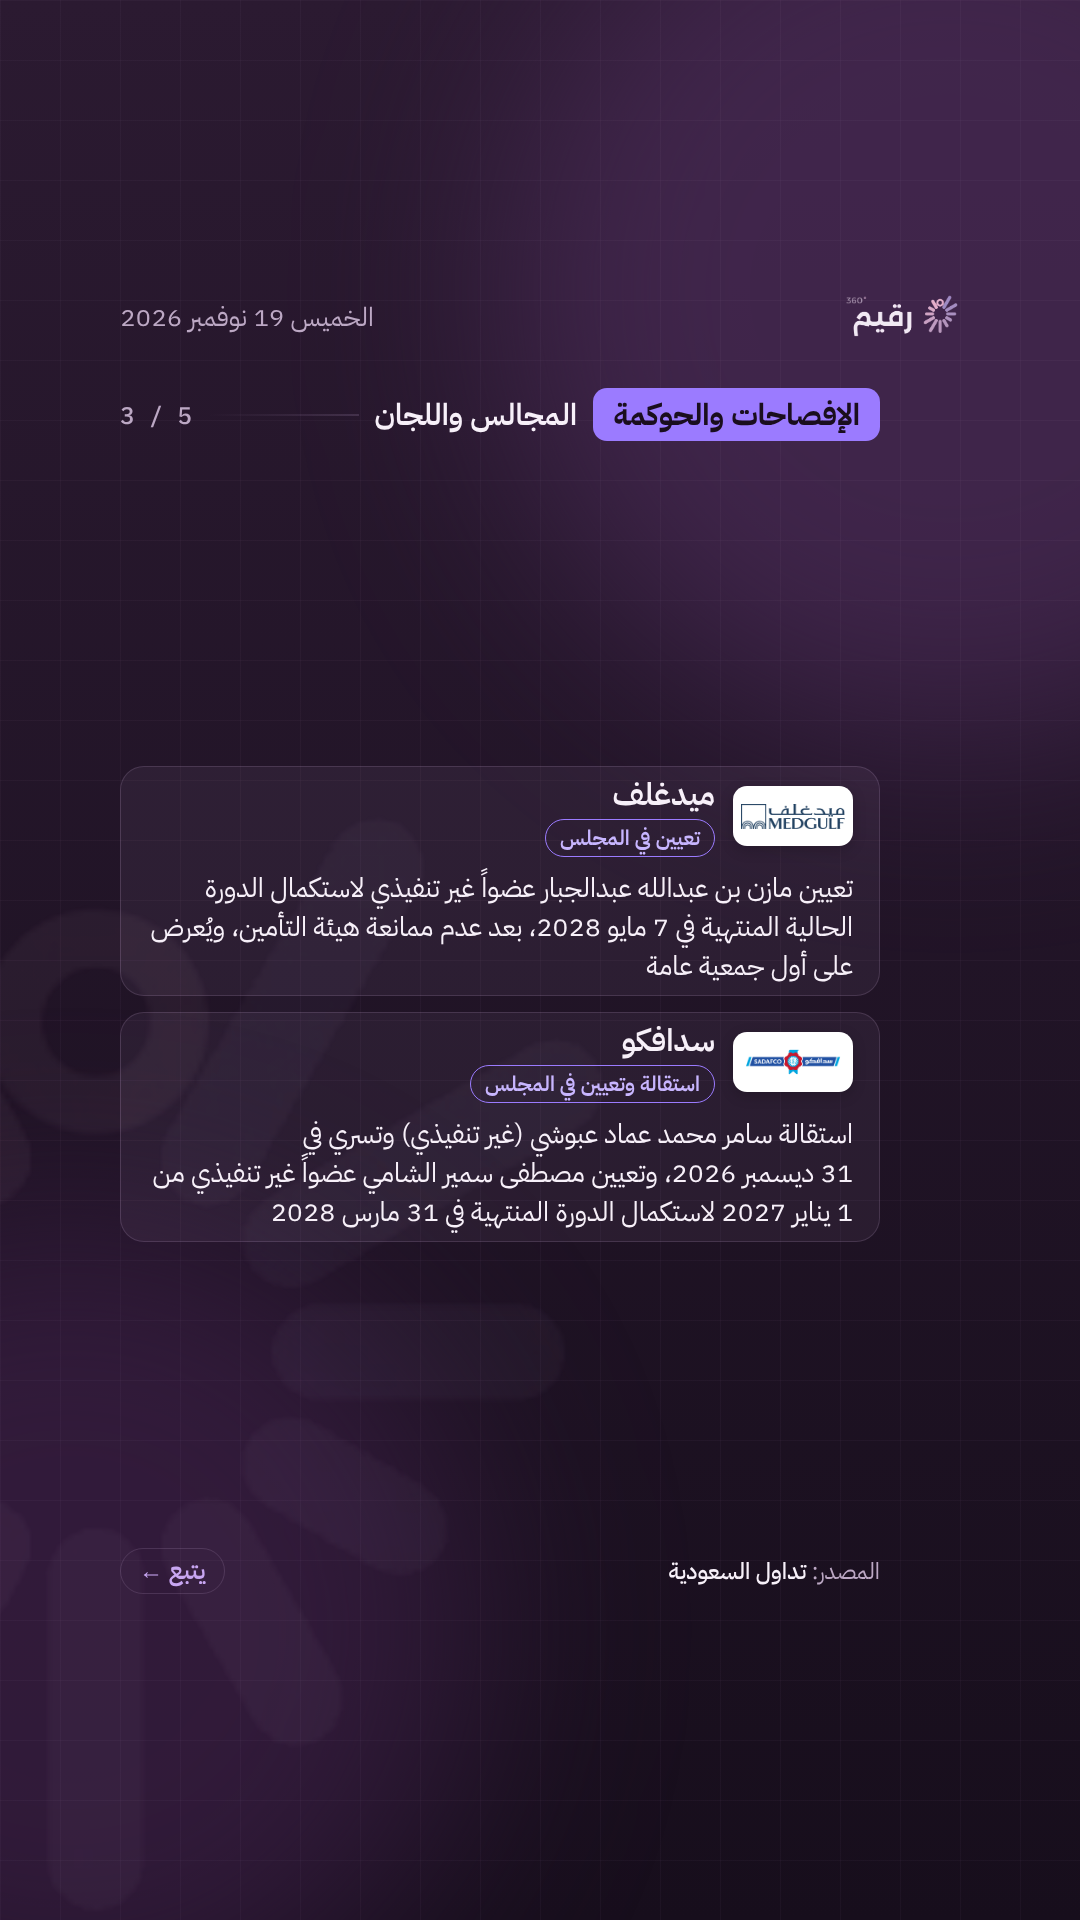 رقيم
360°
الخميس 19 نوفمبر 2026
الإفصاحات والحوكمة
المجالس واللجان
3 / 5
ميدغلف
MEDGULF
ميدغلف
تعيين في المجلس
تعيين مازن بن عبدالله عبدالجبار عضواً غير تنفيذي لاستكمال الدورة
الحالية المنتهية في 7 مايو 2028، بعد عدم ممانعة هيئة التأمين، ويُعرض
على أول جمعية عامة
SADAFCO سدافكو
سدافكو
استقالة وتعيين في المجلس
استقالة سامر محمد عماد عبوشي (غير تنفيذي) وتسري في
31 ديسمبر 2026، وتعيين مصطفى سمير الشامي عضواً غير تنفيذي من
1 يناير 2027 لاستكمال الدورة المنتهية في 31 مارس 2028
المصدر: تداول السعودية
يتبع ←